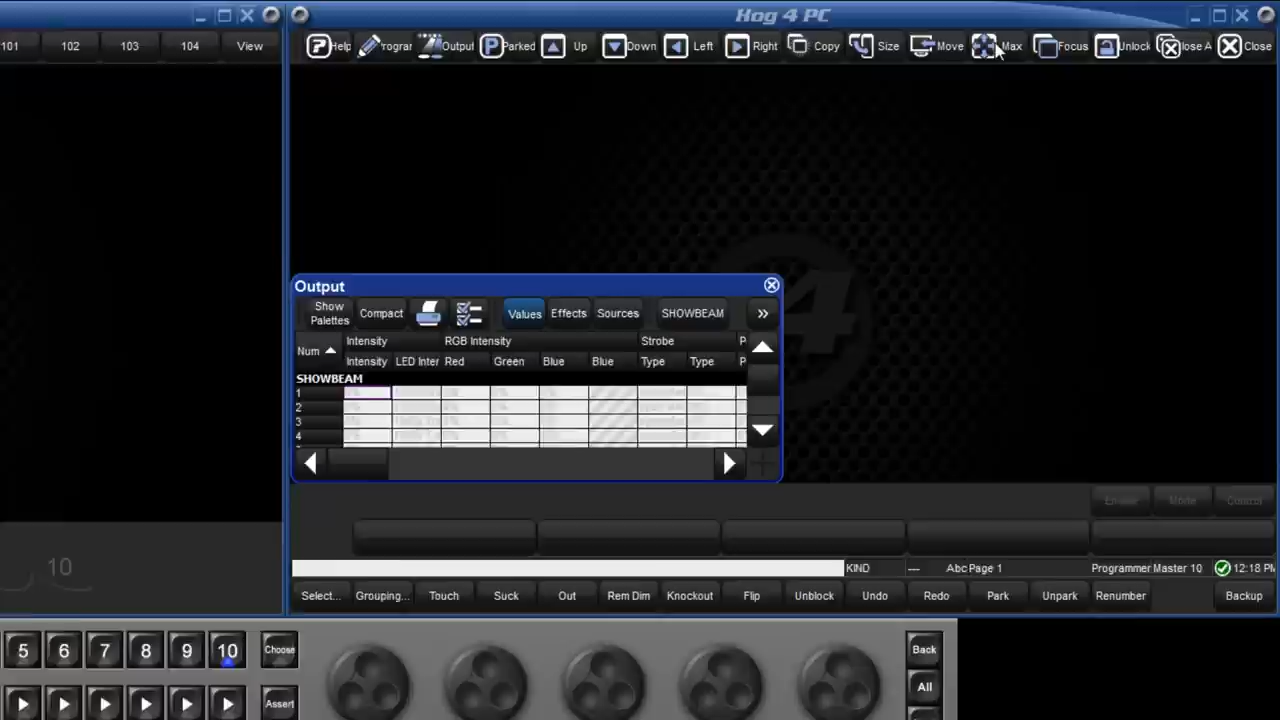 Hog 4 PC
101 102 103 104 View
Help Progran Output Parked Up Down Left Right Copy Size Move Max Focus Unlock lose A Close
Output
Show Palettes Compact Values Effects Sources SHOWBEAM »
Intensity RGB Intensity Strobe P
Num Intensity LED Inter Red Green Blue Blue Type Type P
SHOWBEAM
1
2
3
4
Control
10
KIND --- Abc Page 1 Programmer Master 10 12:18 PM
Select... Grouping... Touch Suck Out Rem Dim Knockout Flip Unblock Undo Redo Park Unpark Renumber Backup
5 6 7 8 9 10 Choose Back
Assert All